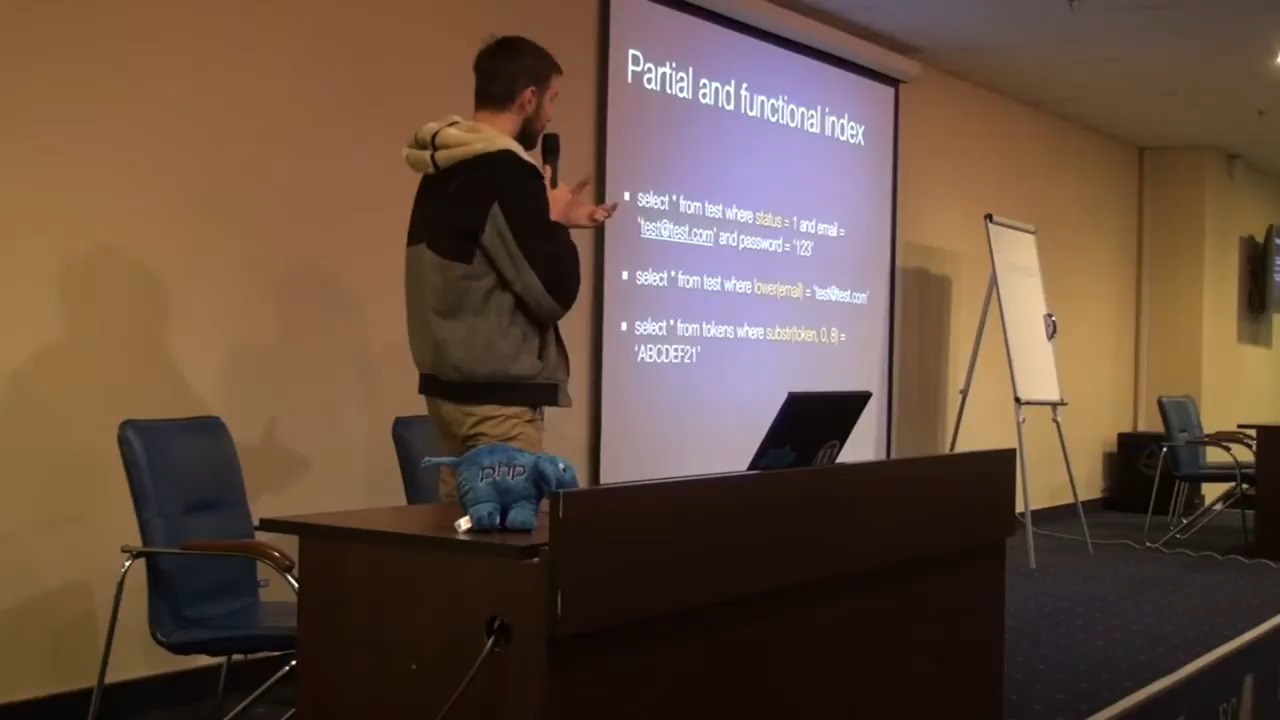 Partial and functional index
select * from test where status = 1 and email =
'test@test.com' and password = '123'
select * from test where lower(email) = 'test@test.com'
select * from tokens where substr(token, 0, 8) =
'ABCDEF21'
php